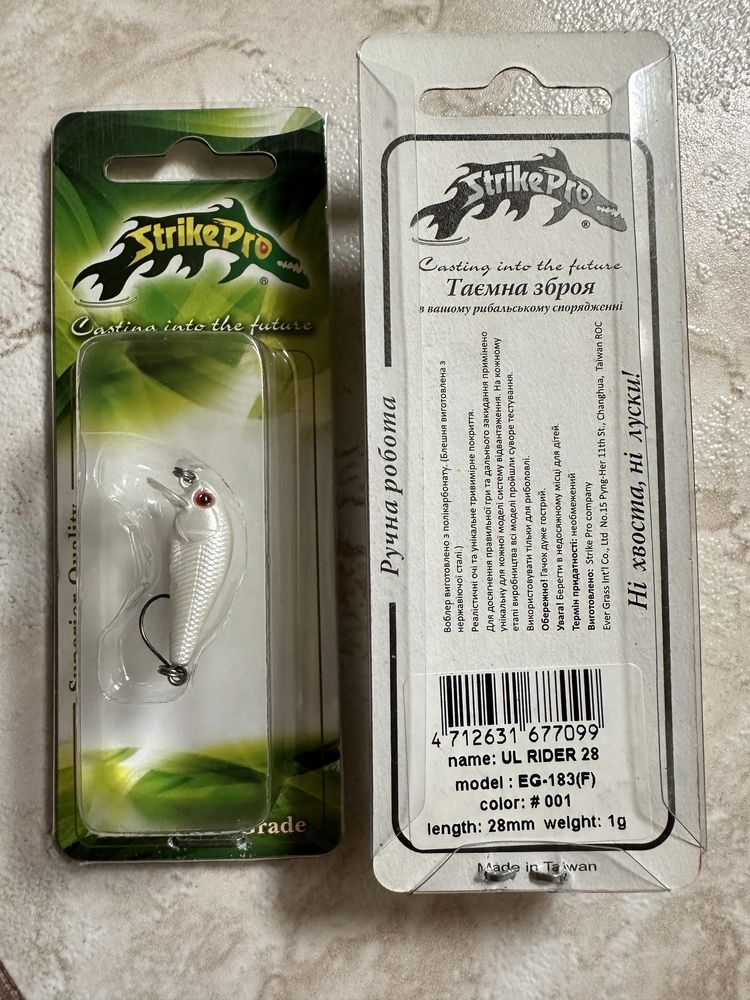 StrikePro
®
Casting into the future
Superior Quality
Grade
StrikePro
®
Casting into the future
Таємна зброя
в вашому рибальському спорядженні
Ручна робота
Воблер виготовлено з полікарбонату. (Блешня виготовлена з
нержавіючої сталі.)
Реалістичні очі та унікальне тривимірне покриття.
Для досягнення правильної гри та дальнього закидання примінено
унікальну для кожної моделі систему відвантаження. На кожному
етапі виробництва всі моделі пройшли суворе тестування.
Використовувати тільки для риболовлі.
Обережно! Гачок дуже гострий.
Увага! Берегти в недосяжному місці для дітей.
Термін придатності: необмежений
Виготовлено: Strike Pro company
Ever Grass Int'l Co., Ltd No.15 Pyng-Her 11th St., Changhua, Taiwan ROC
Ні хвоста, ні луски!
4 712631 677099
name: UL RIDER 28
model : EG-183(F)
color: # 001
length: 28mm weight: 1g
Made in Taiwan